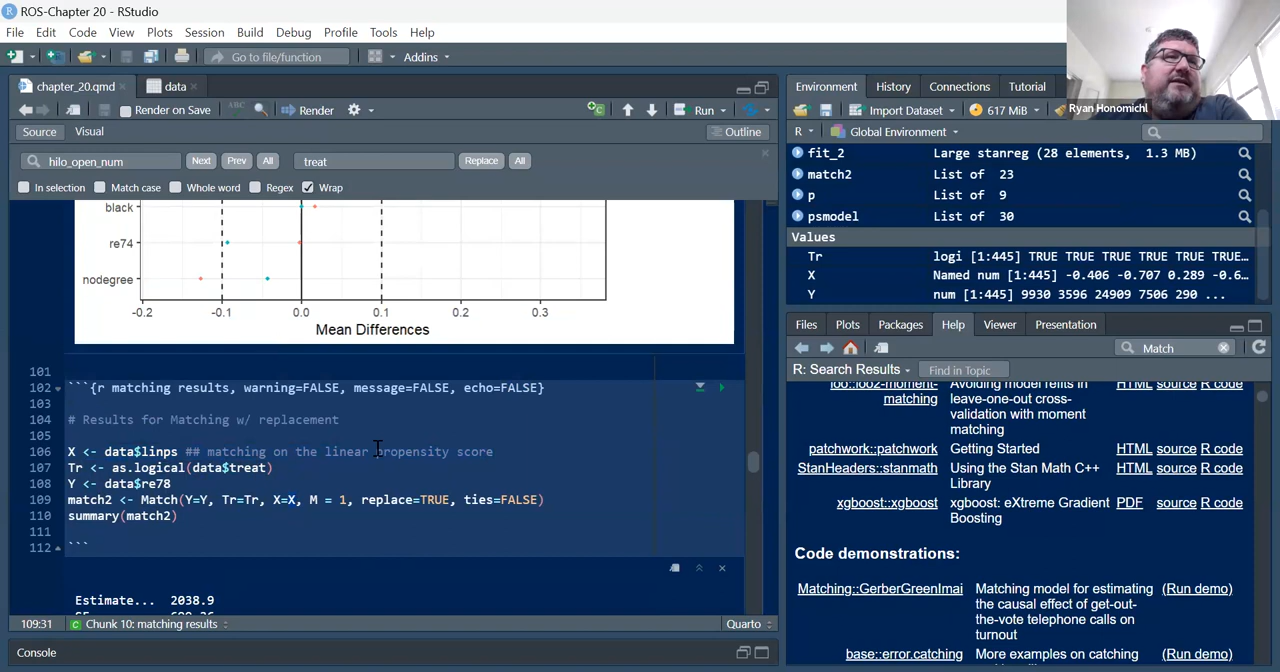 ROS-Chapter 20 - RStudio
File Edit Code View Plots Session Build Debug Profile Tools Help
Go to file/function Addins
Ryan Honomichl
chapter_20.qmd data
Render on Save ABC Render Run
Source Visual Outline
hilo_open_num Next Prev All treat Replace All
In selection Match case Whole word Regex Wrap
black
re74
nodegree
-0.2 -0.1 0.0 0.1 0.2 0.3
Mean Differences
101
102 ```{r matching results, warning=FALSE, message=FALSE, echo=FALSE}
103
104 # Results for Matching w/ replacement
105
106 X <- data$linps ## matching on the linear propensity score
107 Tr <- as.logical(data$treat)
108 Y <- data$re78
109 match2 <- Match(Y=Y, Tr=Tr, X=X, M = 1, replace=TRUE, ties=FALSE)
110 summary(match2)
111
112 ```
Estimate... 2038.9
109:31 C Chunk 10: matching results Quarto
Console
Environment History Connections Tutorial
Import Dataset 617 MiB
R Global Environment
fit_2 Large stanreg (28 elements, 1.3 MB)
match2 List of 23
p List of 9
psmodel List of 30
Values
Tr logi [1:445] TRUE TRUE TRUE TRUE TRUE…
X Named num [1:445] -0.406 -0.707 0.289 -0.6…
Y num [1:445] 9930 3596 24909 7506 290 ...
Files Plots Packages Help Viewer Presentation
Match
R: Search Results Find in Topic
loo::loo2-moment-matching Avoiding model refits in leave-one-out cross-validation with moment matching HTML source R code
patchwork::patchwork Getting Started HTML source R code
StanHeaders::stanmath Using the Stan Math C++ Library HTML source R code
xgboost::xgboost xgboost: eXtreme Gradient Boosting PDF source R code
Code demonstrations:
Matching::GerberGreenImai Matching model for estimating the causal effect of get-out-the-vote telephone calls on turnout (Run demo)
base::error.catching More examples on catching (Run demo)